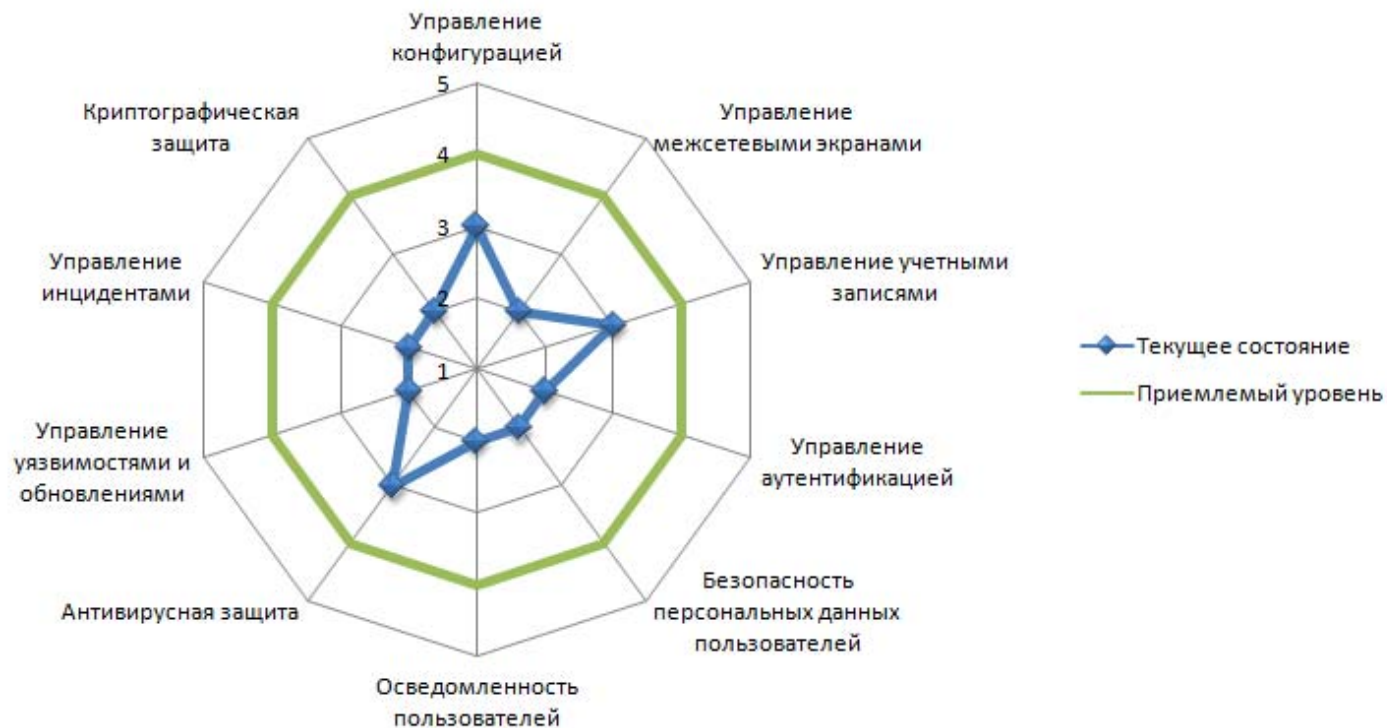 Управление
конфигурацией
Криптографическая
защита
Управление
межсетевыми экранами
Управление
инцидентами
Управление учетными
записями
5
4
3
2
1
Текущее состояние
Приемлемый уровень
Управление
уязвимостями и
обновлениями
Управление
аутентификацией
Антивирусная защита
Безопасность
персональных данных
пользователей
Осведомленность
пользователей